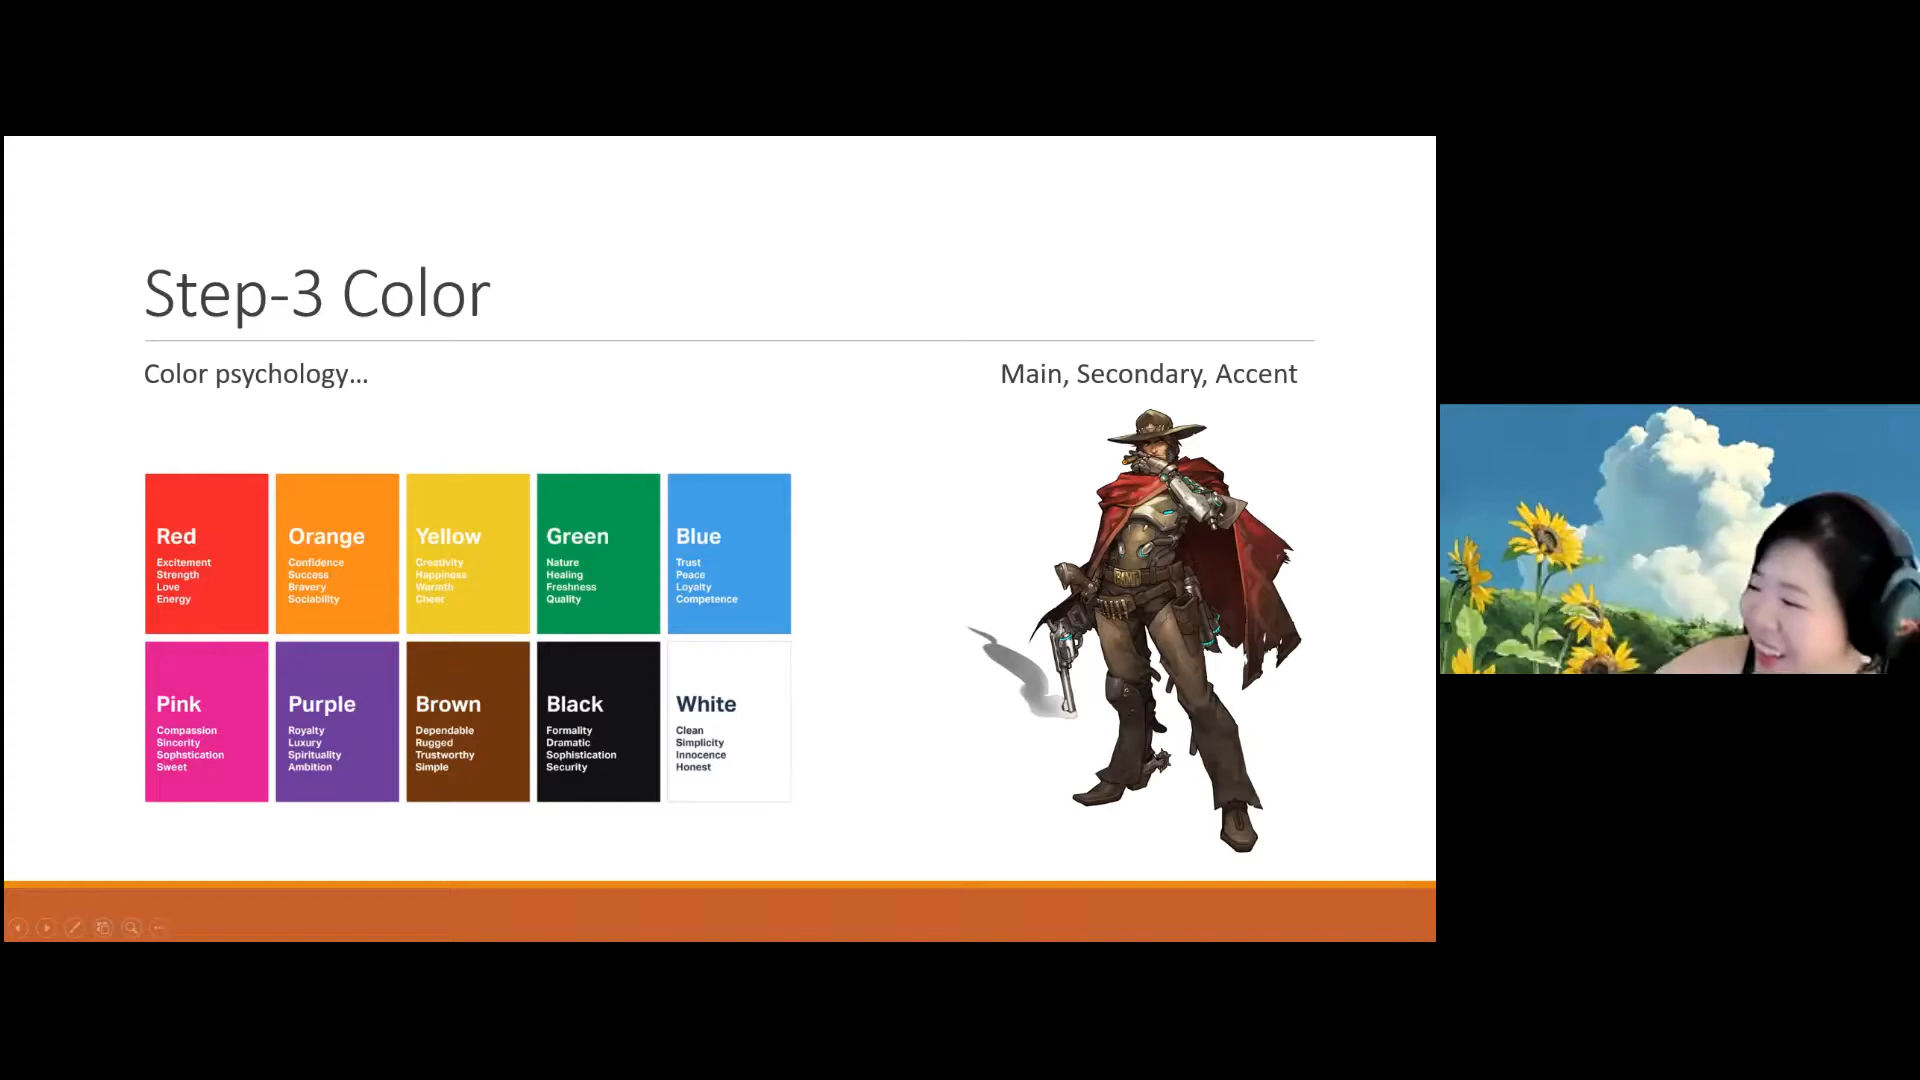 Step-3 Color
Color psychology...
Main, Secondary, Accent
Red
Excitement
Strength
Love
Energy
Orange
Confidence
Success
Bravery
Sociability
Yellow
Creativity
Happiness
Warmth
Cheer
Green
Nature
Healing
Freshness
Quality
Blue
Trust
Peace
Loyalty
Competence
Pink
Compassion
Sincerity
Sophstication
Sweet
Purple
Royalty
Luxury
Spirituality
Ambition
Brown
Dependable
Rugged
Trustworthy
Simple
Black
Formality
Dramatic
Sophistication
Security
White
Clean
Simplicity
Innocence
Honest